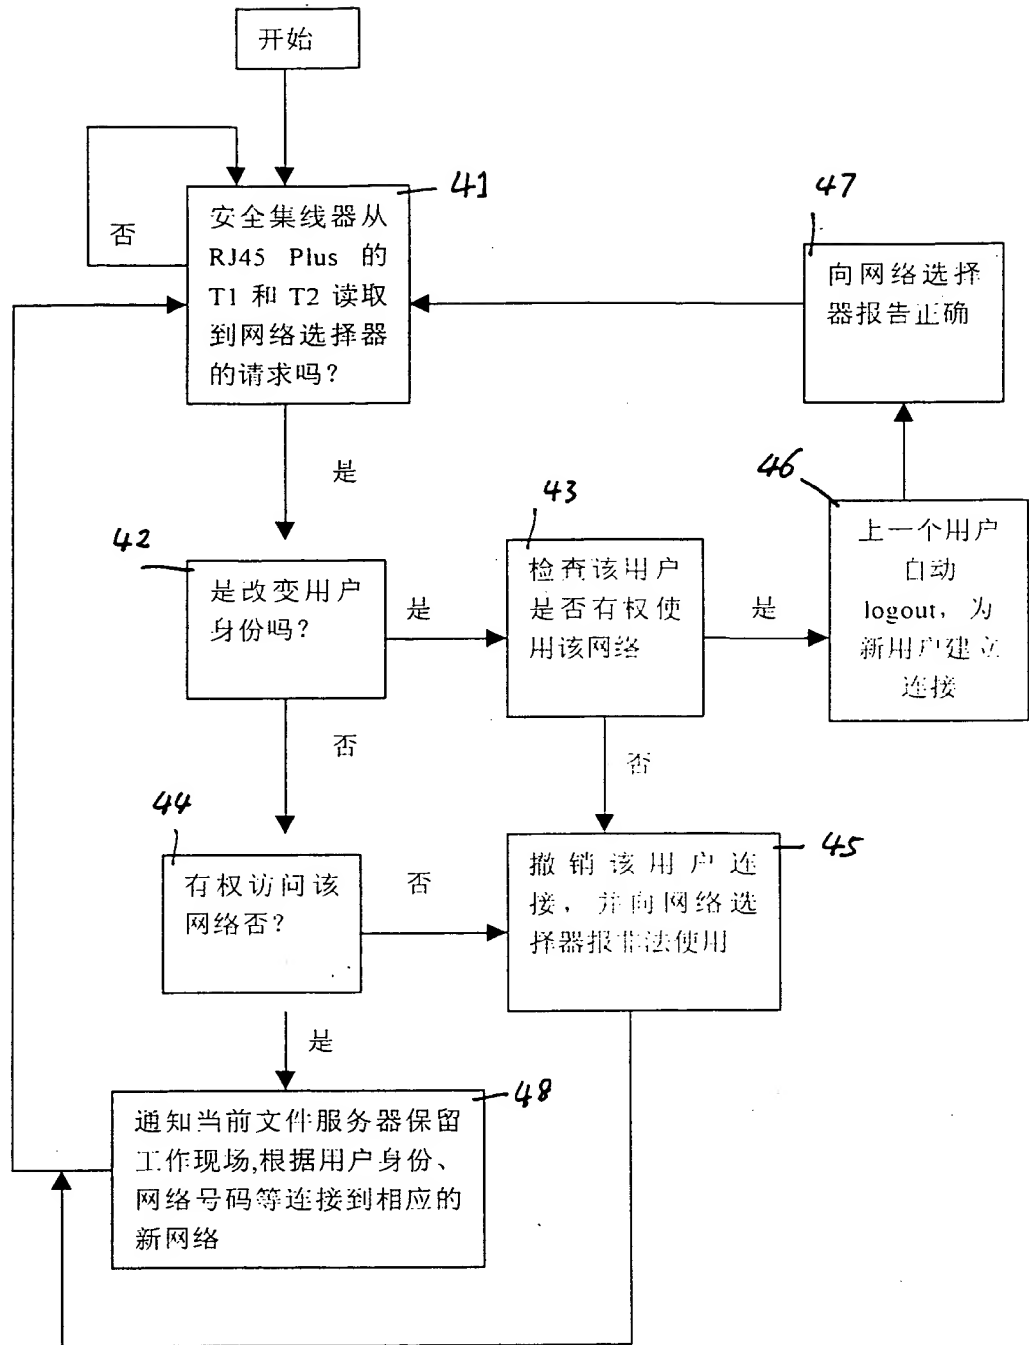 开始
41
安全集线器从
RJ45 Plus 的
T1 和 T2 读取
到网络选择器
的请求吗?
否
47
向网络选择
器报告正确
是
42
是改变用户
身份吗?
是
43
检查该用户
是否有权使
用该网络
是
46
上一个用户
自动
logout, 为
新用户建立
连接
否
否
44
有权访问该
网络否?
否
45
撤销该用户连
接, 并向网络选
择器报非法使用
是
48
通知当前文件服务器保留
工作现场,根据用户身份、
网络号码等连接到相应的
新网络